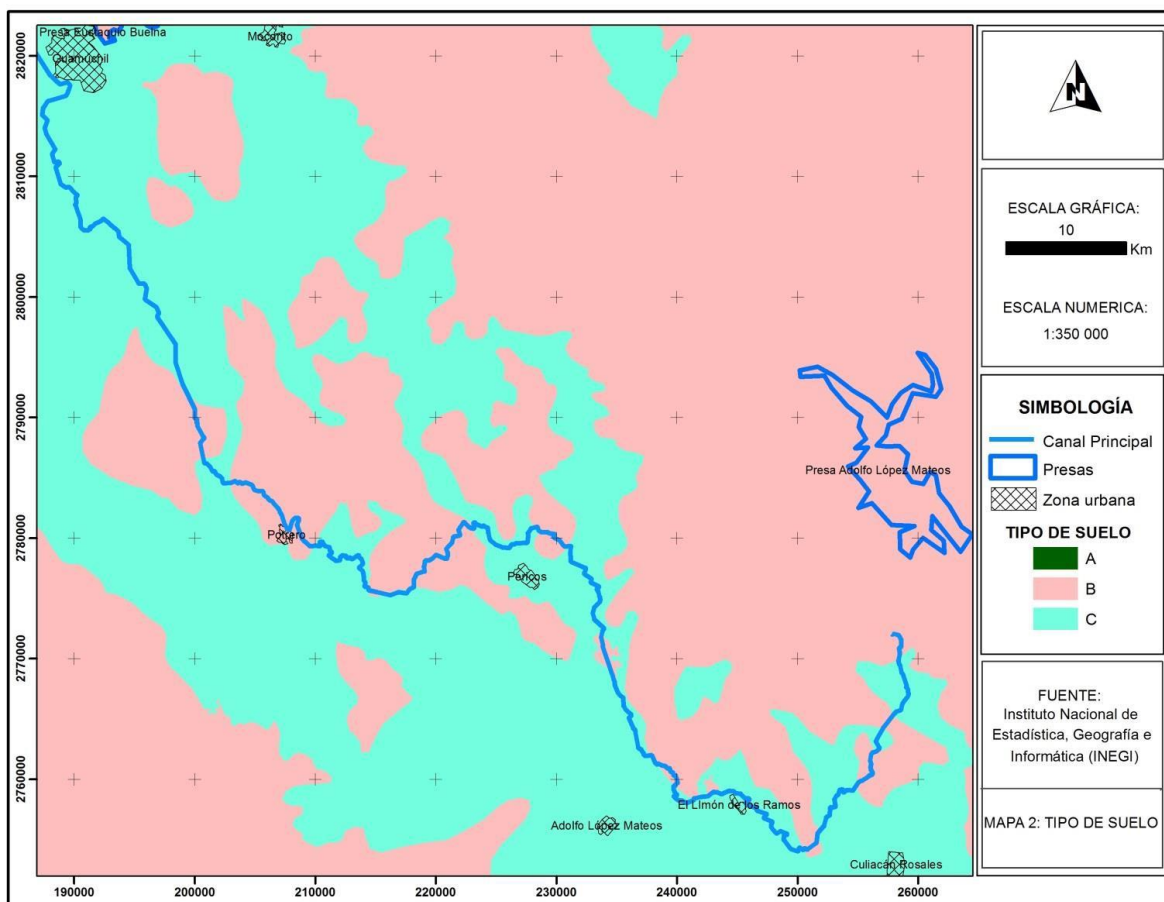 Presa Eustaquio Buelna
Guamuchil
Mocorito
Potrero
Pericos
Presa Adolfo López Mateos
El LImón de los Ramos
Adolfo López Mateos
Culiacán Rosales
2820000
2810000
2800000
2790000
2780000
2770000
2760000
190000
200000
210000
220000
230000
240000
250000
260000
N
ESCALA GRÁFICA:
10
Km
ESCALA NUMERICA:
1:350 000
SIMBOLOGÍA
Canal Principal
Presas
Zona urbana
TIPO DE SUELO
A
B
C
FUENTE:
Instituto Nacional de
Estadística, Geografía e
Informática (INEGI)
MAPA 2: TIPO DE SUELO